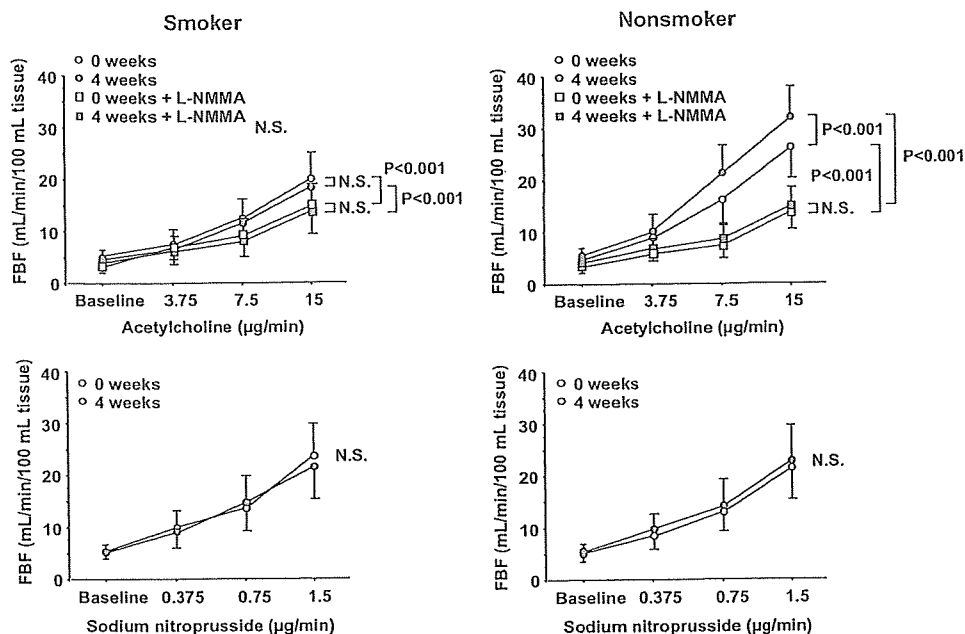 Smoker
0 weeks
4 weeks
0 weeks + L-NMMA
4 weeks + L-NMMA
N.S.
P<0.001
N.S.
P<0.001
N.S.
40
30
20
10
0
FBF (mL/min/100 mL tissue)
Baseline 3.75 7.5 15
Acetylcholine (µg/min)
Nonsmoker
0 weeks
4 weeks
0 weeks + L-NMMA
4 weeks + L-NMMA
P<0.001
P<0.001
P<0.001
N.S.
40
30
20
10
0
FBF (mL/min/100 mL tissue)
Baseline 3.75 7.5 15
Acetylcholine (µg/min)
0 weeks
4 weeks
N.S.
40
30
20
10
0
FBF (mL/min/100 mL tissue)
Baseline 0.375 0.75 1.5
Sodium nitroprusside (µg/min)
0 weeks
4 weeks
N.S.
40
30
20
10
0
FBF (mL/min/100 mL tissue)
Baseline 0.375 0.75 1.5
Sodium nitroprusside (µg/min)